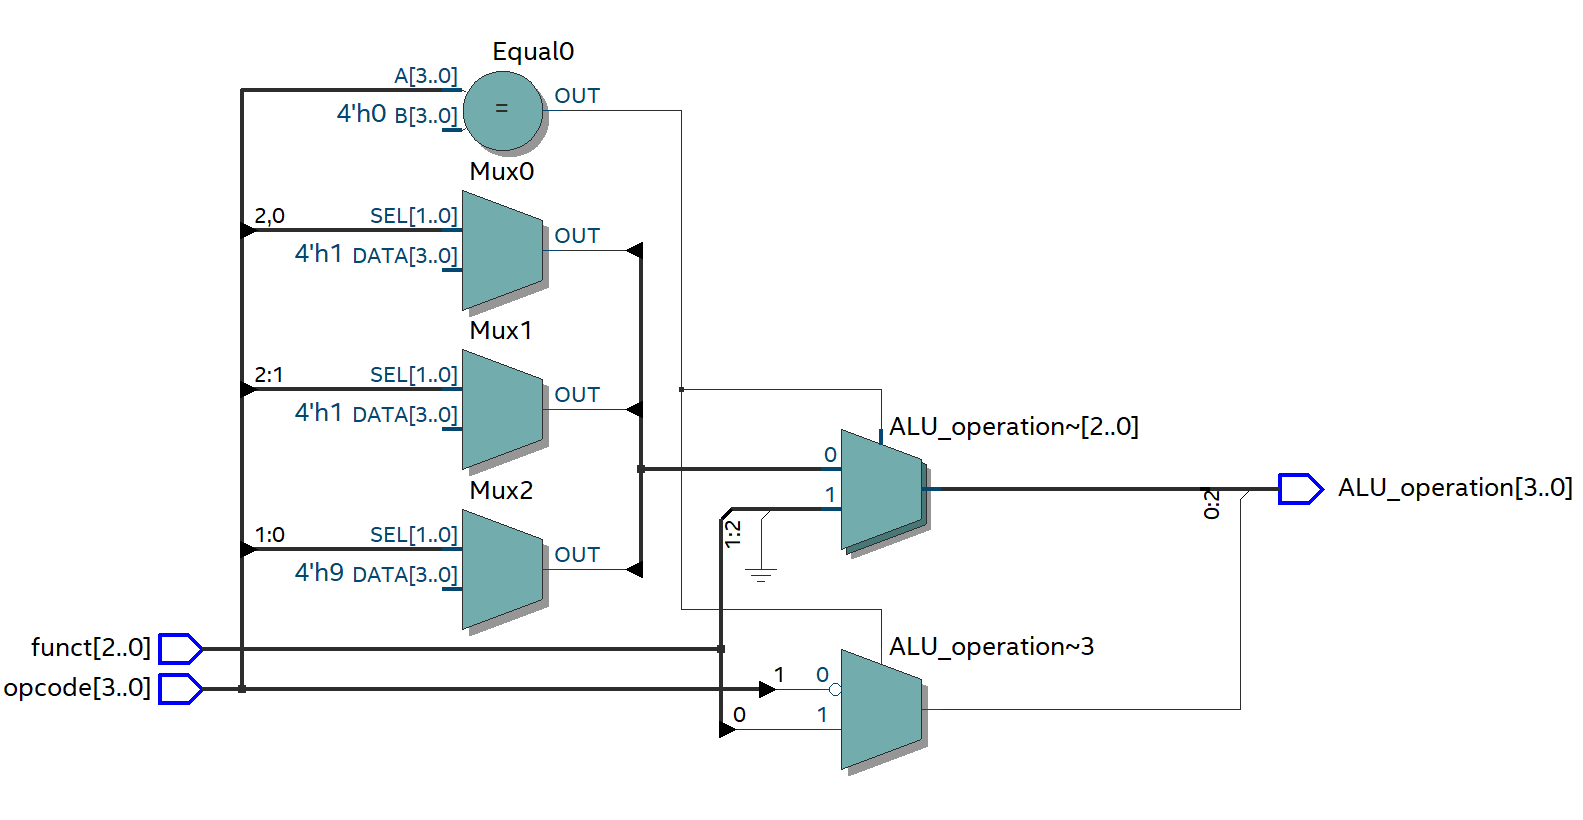 Equal0
A[3..0]
4'h0 B[3..0]
=
OUT
Mux0
2,0
SEL[1..0]
4'h1 DATA[3..0]
OUT
Mux1
2:1
SEL[1..0]
4'h1 DATA[3..0]
OUT
Mux2
1:0
SEL[1..0]
4'h9 DATA[3..0]
OUT
ALU_operation~[2..0]
0
1
1:2
0:2
ALU_operation[3..0]
funct[2..0]
opcode[3..0]
ALU_operation~3
1
0
0
1